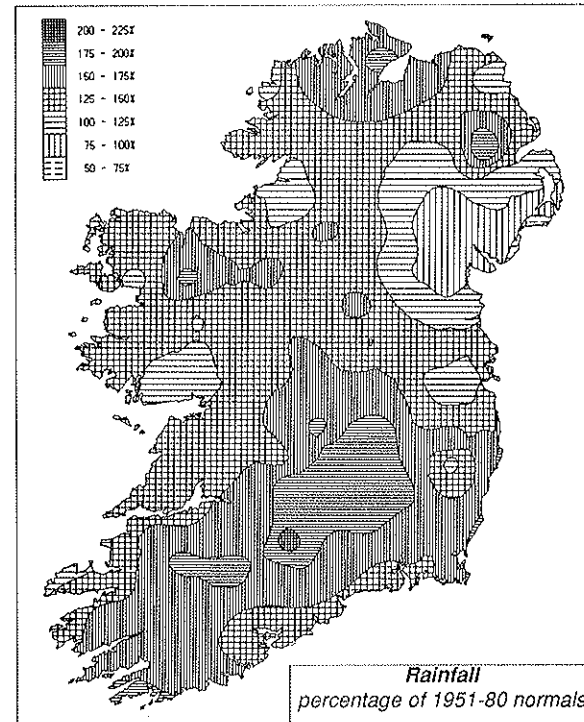 200 - 225%
175 - 200%
150 - 175%
125 - 150%
100 - 125%
75 - 100%
50 - 75%
Rainfall
percentage of 1951-80 normals